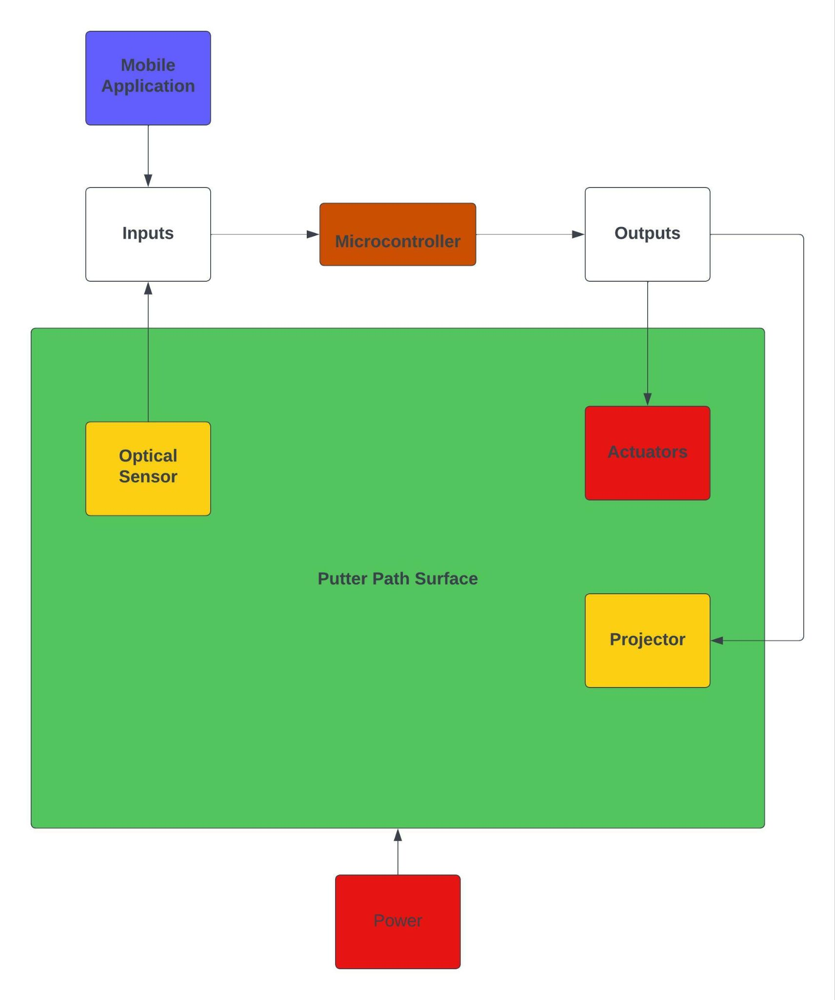 Mobile
Application
Inputs
Microcontroller
Outputs
Optical
Sensor
Actuators
Putter Path Surface
Projector
Power